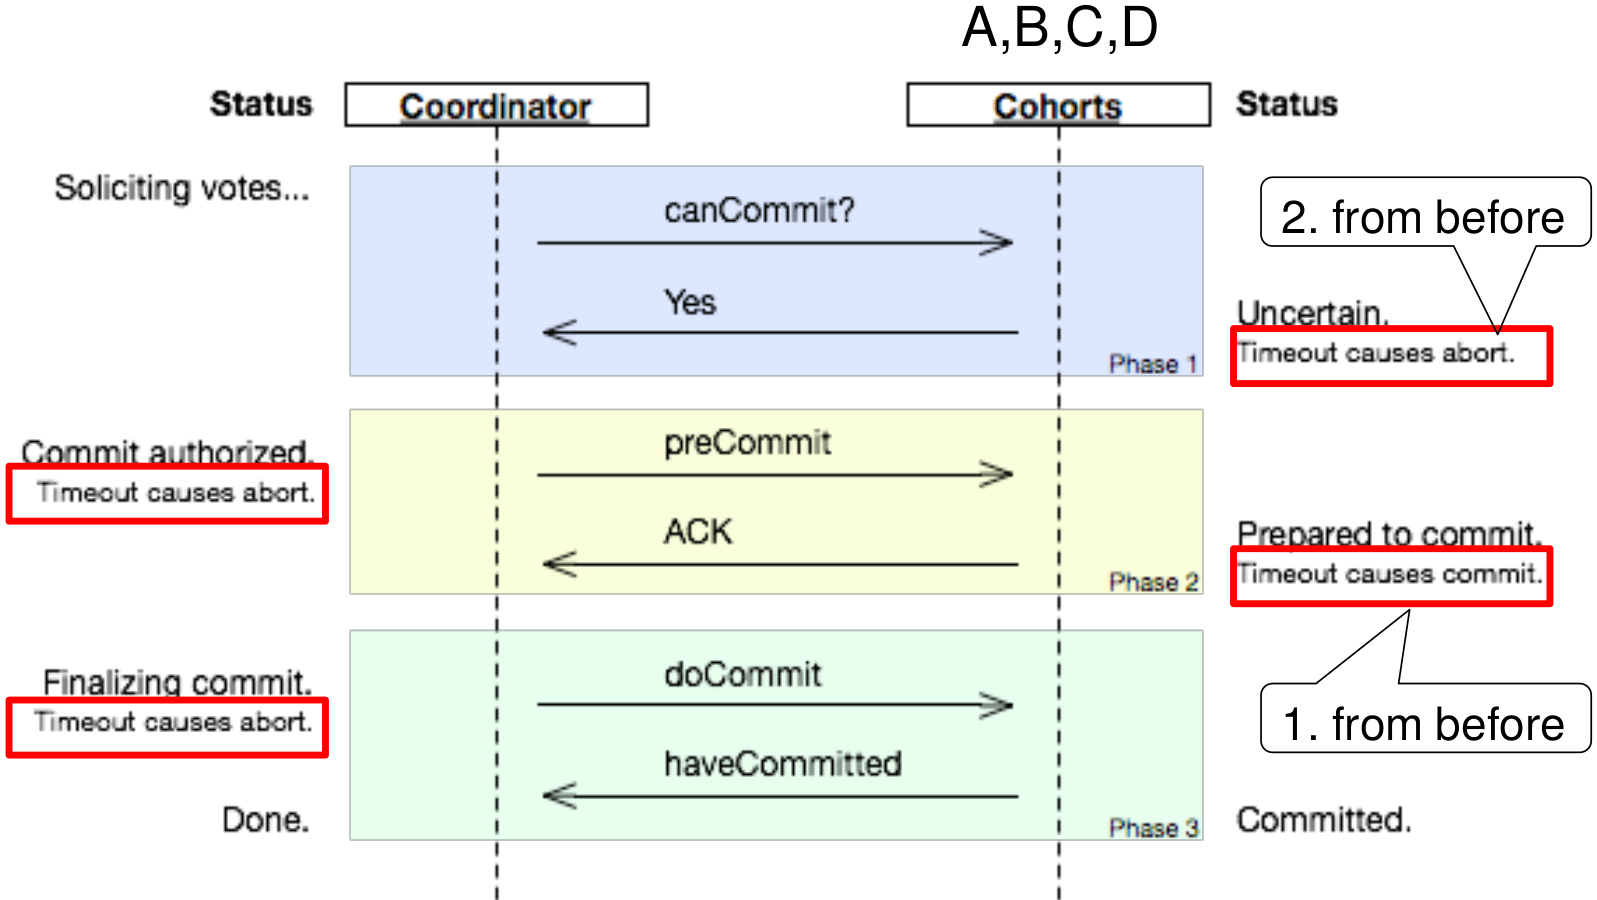 A,B,C,D
Status
Coordinator
Cohorts
Status
Soliciting votes...
canCommit?
2. from before
Yes
Uncertain.
Timeout causes abort.
Phase 1
Commit authorized.
Timeout causes abort.
preCommit
ACK
Prepared to commit.
Timeout causes commit.
Phase 2
Finalizing commit.
Timeout causes abort.
doCommit
1. from before
haveCommitted
Done.
Phase 3
Committed.